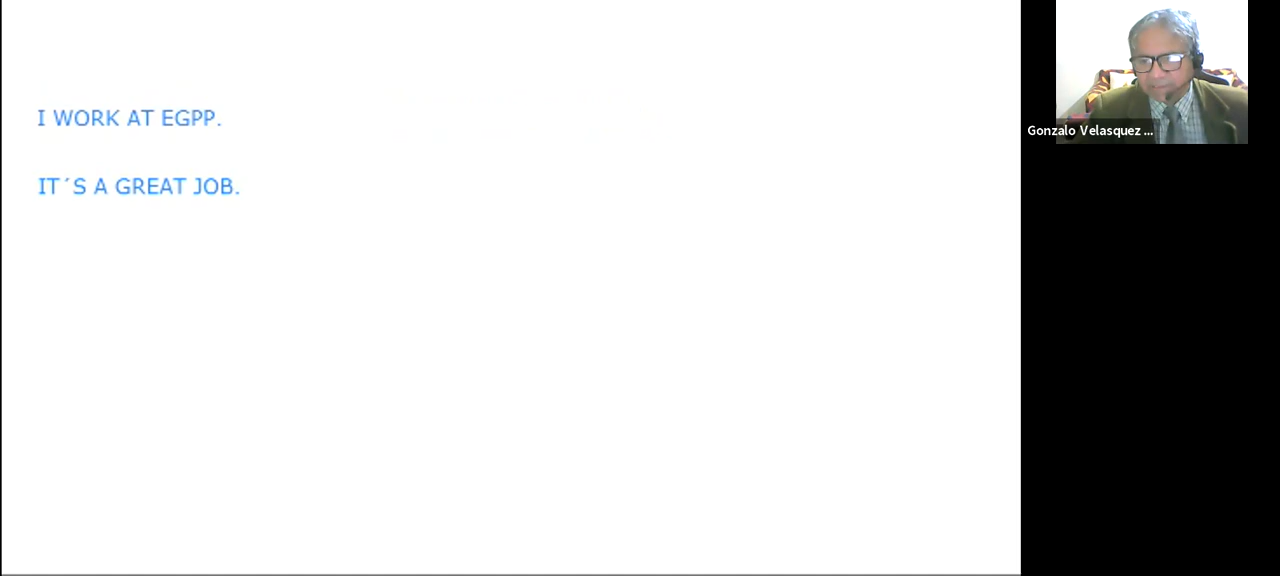 I WORK AT EGPP.
IT´S A GREAT JOB.
Gonzalo Velasquez ...